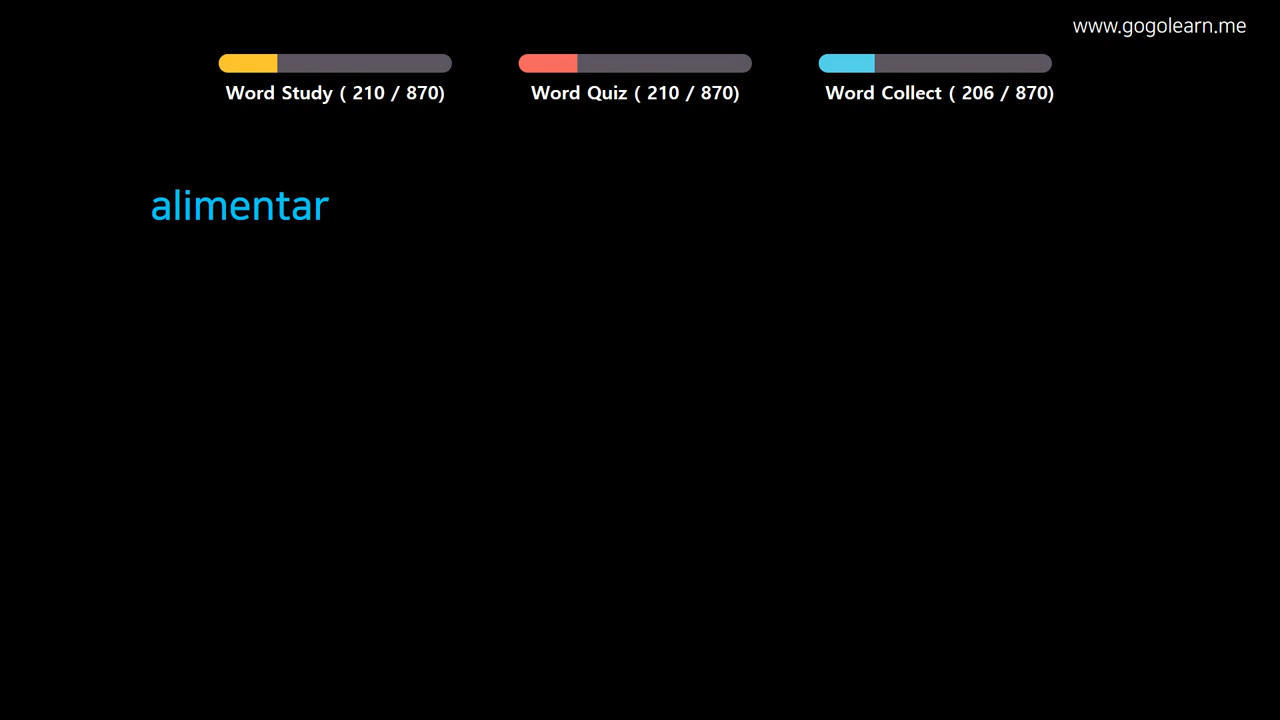 www.gogolearn.me
Word Study ( 210 / 870)
Word Quiz ( 210 / 870)
Word Collect ( 206 / 870)
alimentar